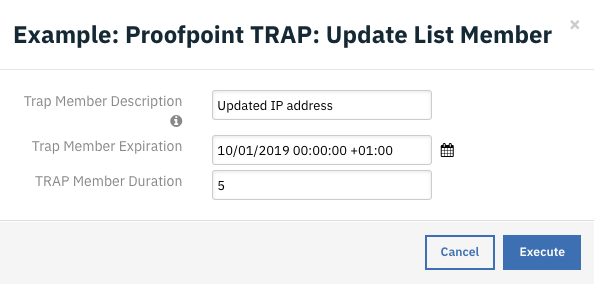 Example: Proofpoint TRAP: Update List Member
×
Trap Member Description
Updated IP address
Trap Member Expiration
10/01/2019 00:00:00 +01:00
TRAP Member Duration
5
Cancel
Execute